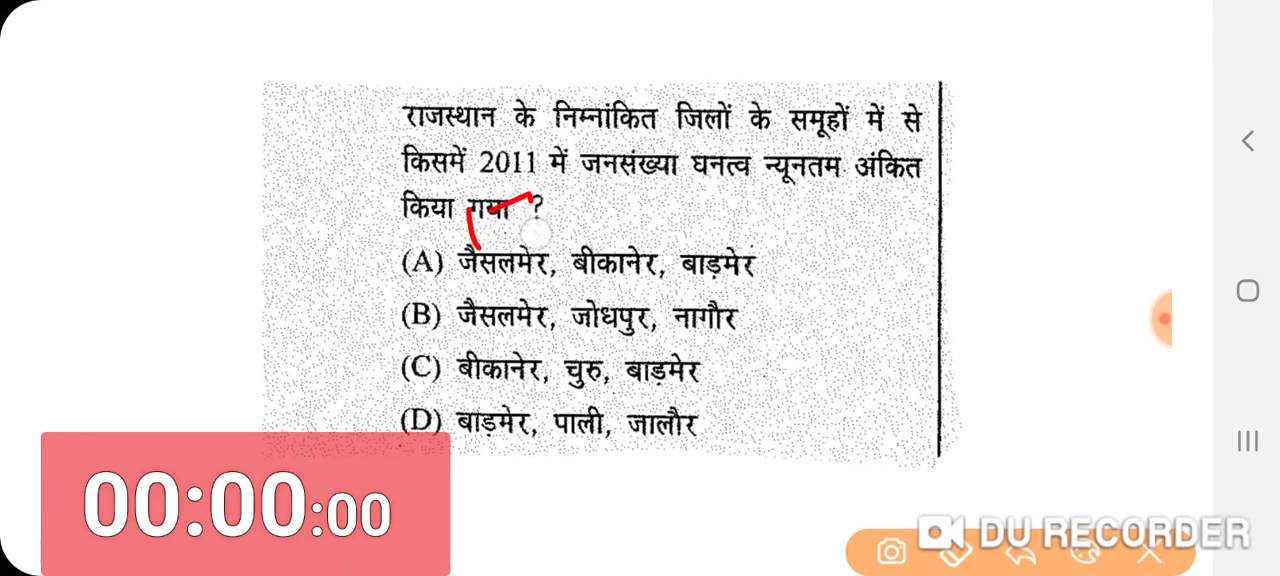 राजस्थान के निम्नांकित जिलों के समूहों में से
किसमें 2011 में जनसंख्या घनत्व न्यूनतम अंकित
किया गया ?
(A) जैसलमेर, बीकानेर, बाड़मेर
(B) जैसलमेर, जोधपुर, नागौर
(C) बीकानेर, चुरु, बाड़मेर
(D) बाड़मेर, पाली, जालौर
00:00:00
DU RECORDER